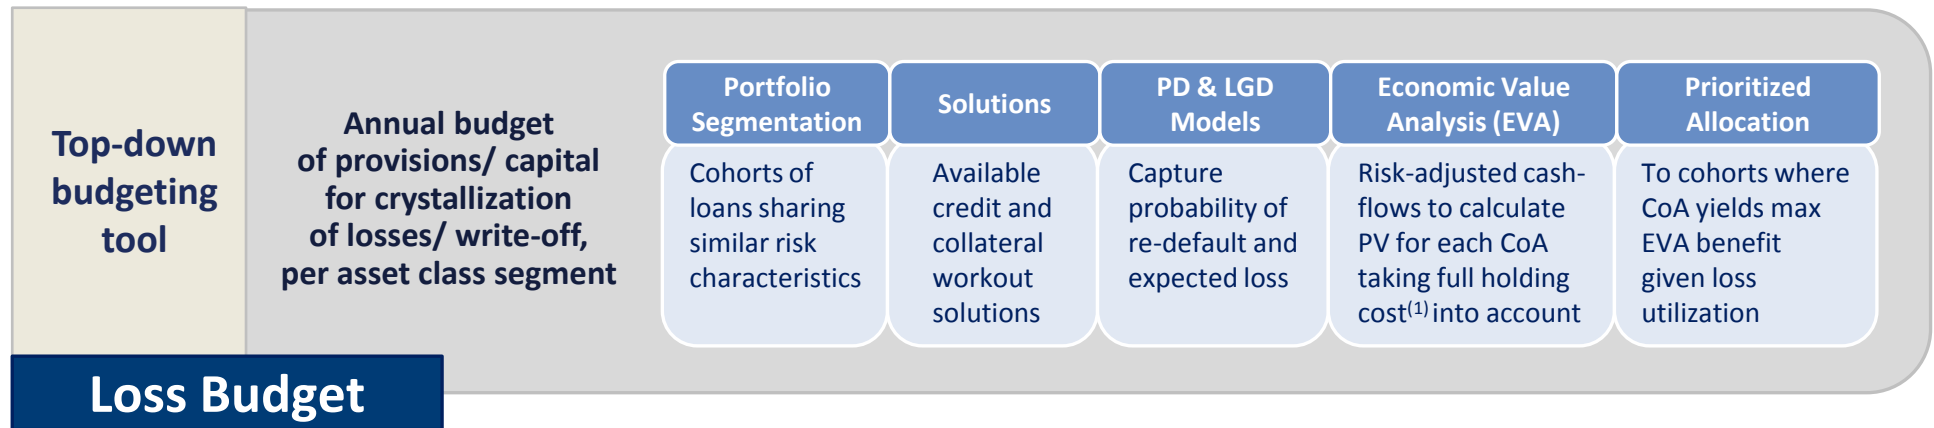 Top-down
budgeting
tool
Loss Budget
Annual budget
of provisions/ capital
for crystallization
of losses/ write-off,
per asset class segment
Portfolio
Segmentation
Cohorts of
loans sharing
similar risk
characteristics
Solutions
Available
credit and
collateral
workout
solutions
PD & LGD
Models
Capture
probability of
re-default and
expected loss
Economic Value
Analysis (EVA)
Risk-adjusted cash-
flows to calculate
PV for each CoA
taking full holding
cost(1) into account
Prioritized
Allocation
To cohorts where
CoA yields max
EVA benefit
given loss
utilization